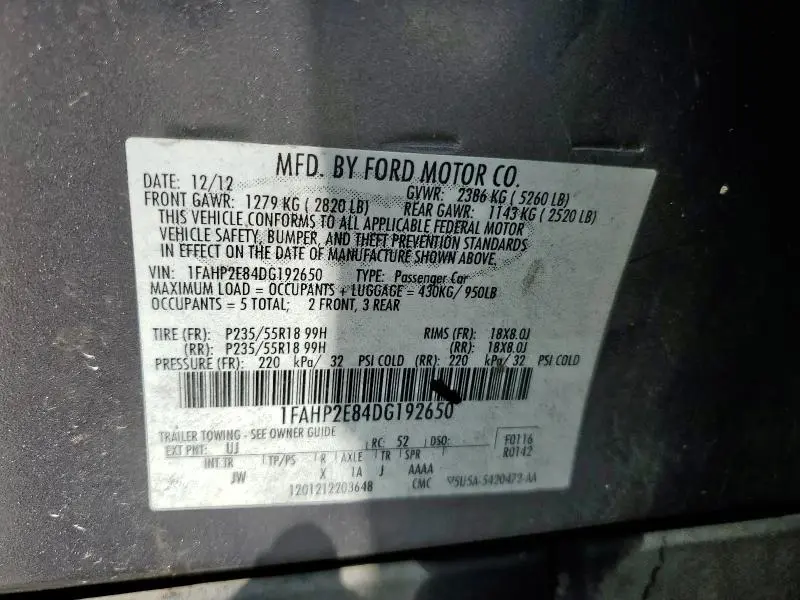 MFD. BY FORD MOTOR CO.
DATE: 12/12 GVWR: 2386 KG ( 5260 LB)
FRONT GAWR: 1279 KG ( 2820 LB) REAR GAWR: 1143 KG ( 2520 LB)
THIS VEHICLE CONFORMS TO ALL APPLICABLE FEDERAL MOTOR
VEHICLE SAFETY, BUMPER, AND THEFT PREVENTION STANDARDS
IN EFFECT ON THE DATE OF MANUFACTURE SHOWN ABOVE.
VIN: 1FAHP2E84DG192650 TYPE: Passenger Car
MAXIMUM LOAD = OCCUPANTS + LUGGAGE = 430KG/ 950LB
OCCUPANTS = 5 TOTAL; 2 FRONT, 3 REAR
TIRE (FR): P235/55R18 99H RIMS (FR): 18X8.0J
(RR): P235/55R18 99H (RR): 18X8.0J
PRESSURE (FR): 220 kPa/ 32 PSI COLD (RR): 220 kPa/ 32 PSI COLD
1FAHP2E84DG192650
TRAILER TOWING - SEE OWNER GUIDE
EXT PNT: UJ RC: 52 DSO: F0116
R0142
INT TR TP/PS R AXLE TR SPR
JW X 1A J AAAA
1201212203648 CMC 5U5A-5420472-AA